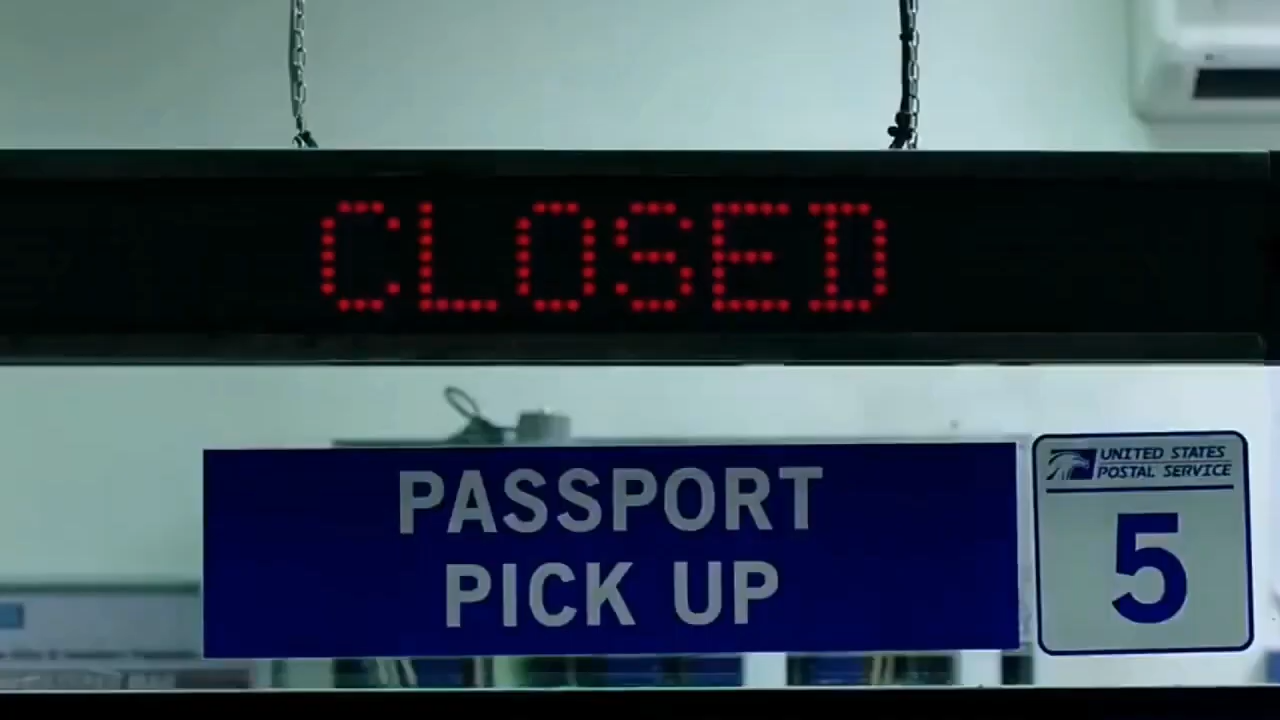 CLOSED
PASSPORT
PICK UP
UNITED STATES
POSTAL SERVICE
5